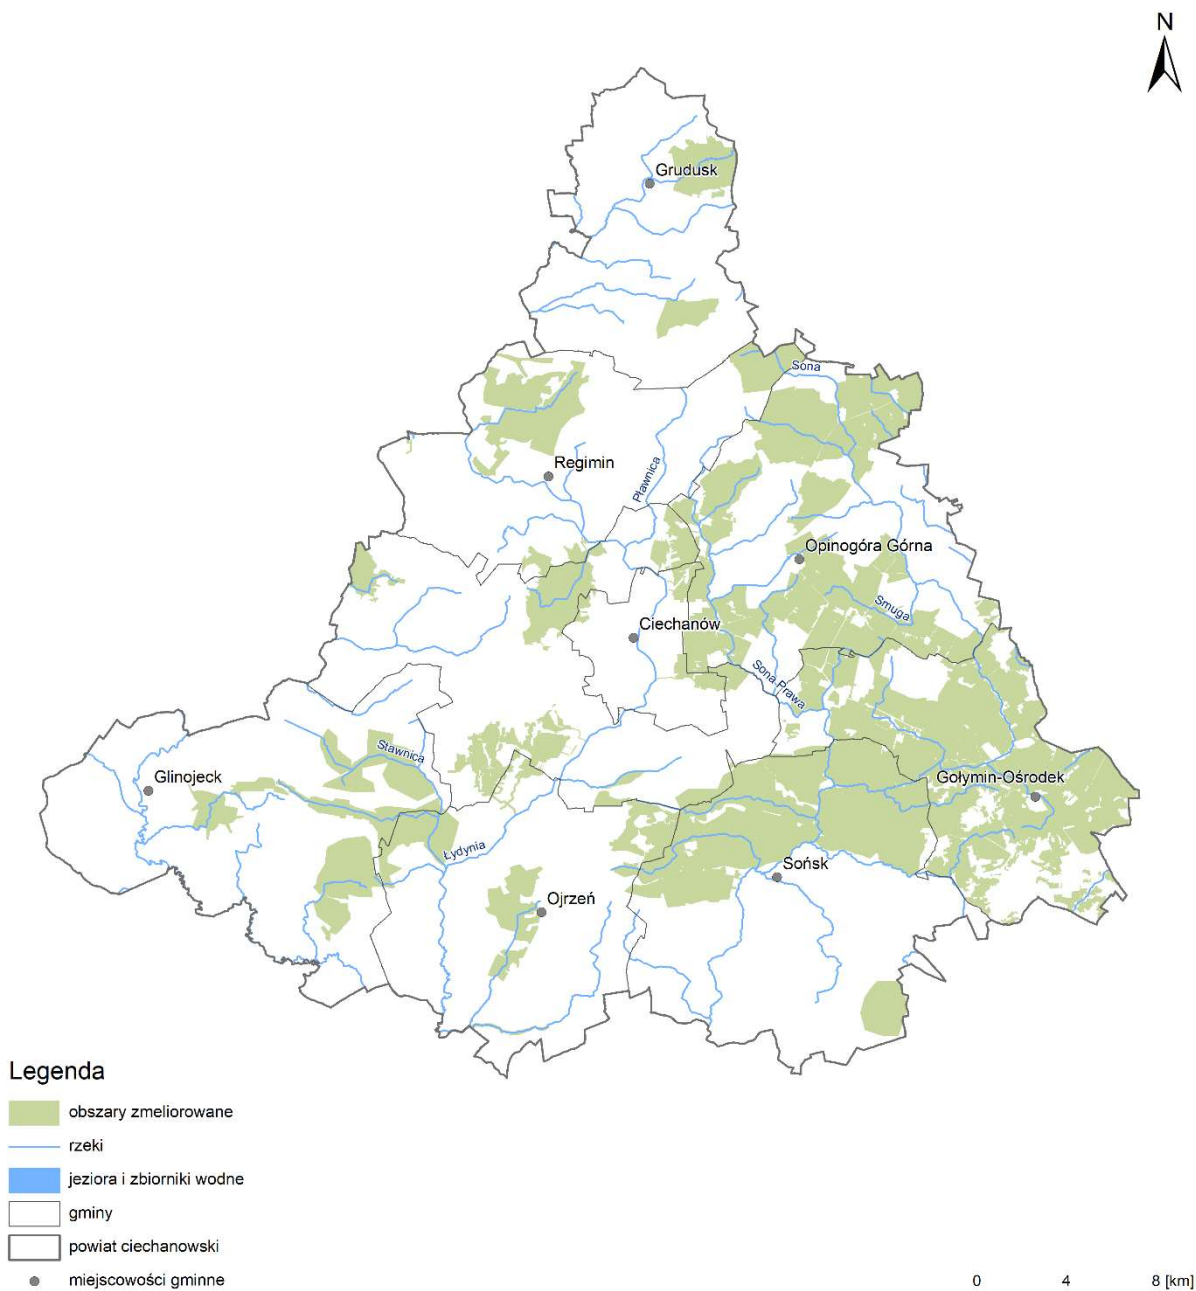 N
Grudusk
Sona
Regimin
Pławnica
Opinogóra Górna
Smuga
Ciechanów
Sona Prawa
Stawnica
Glinojeck
Gołymin-Ośrodek
Łydynia
Sońsk
Ojrzeń
Legenda
obszary zmeliorowane
rzeki
jeziora i zbiorniki wodne
gminy
powiat ciechanowski
miejscowości gminne
0 4 8 [km]